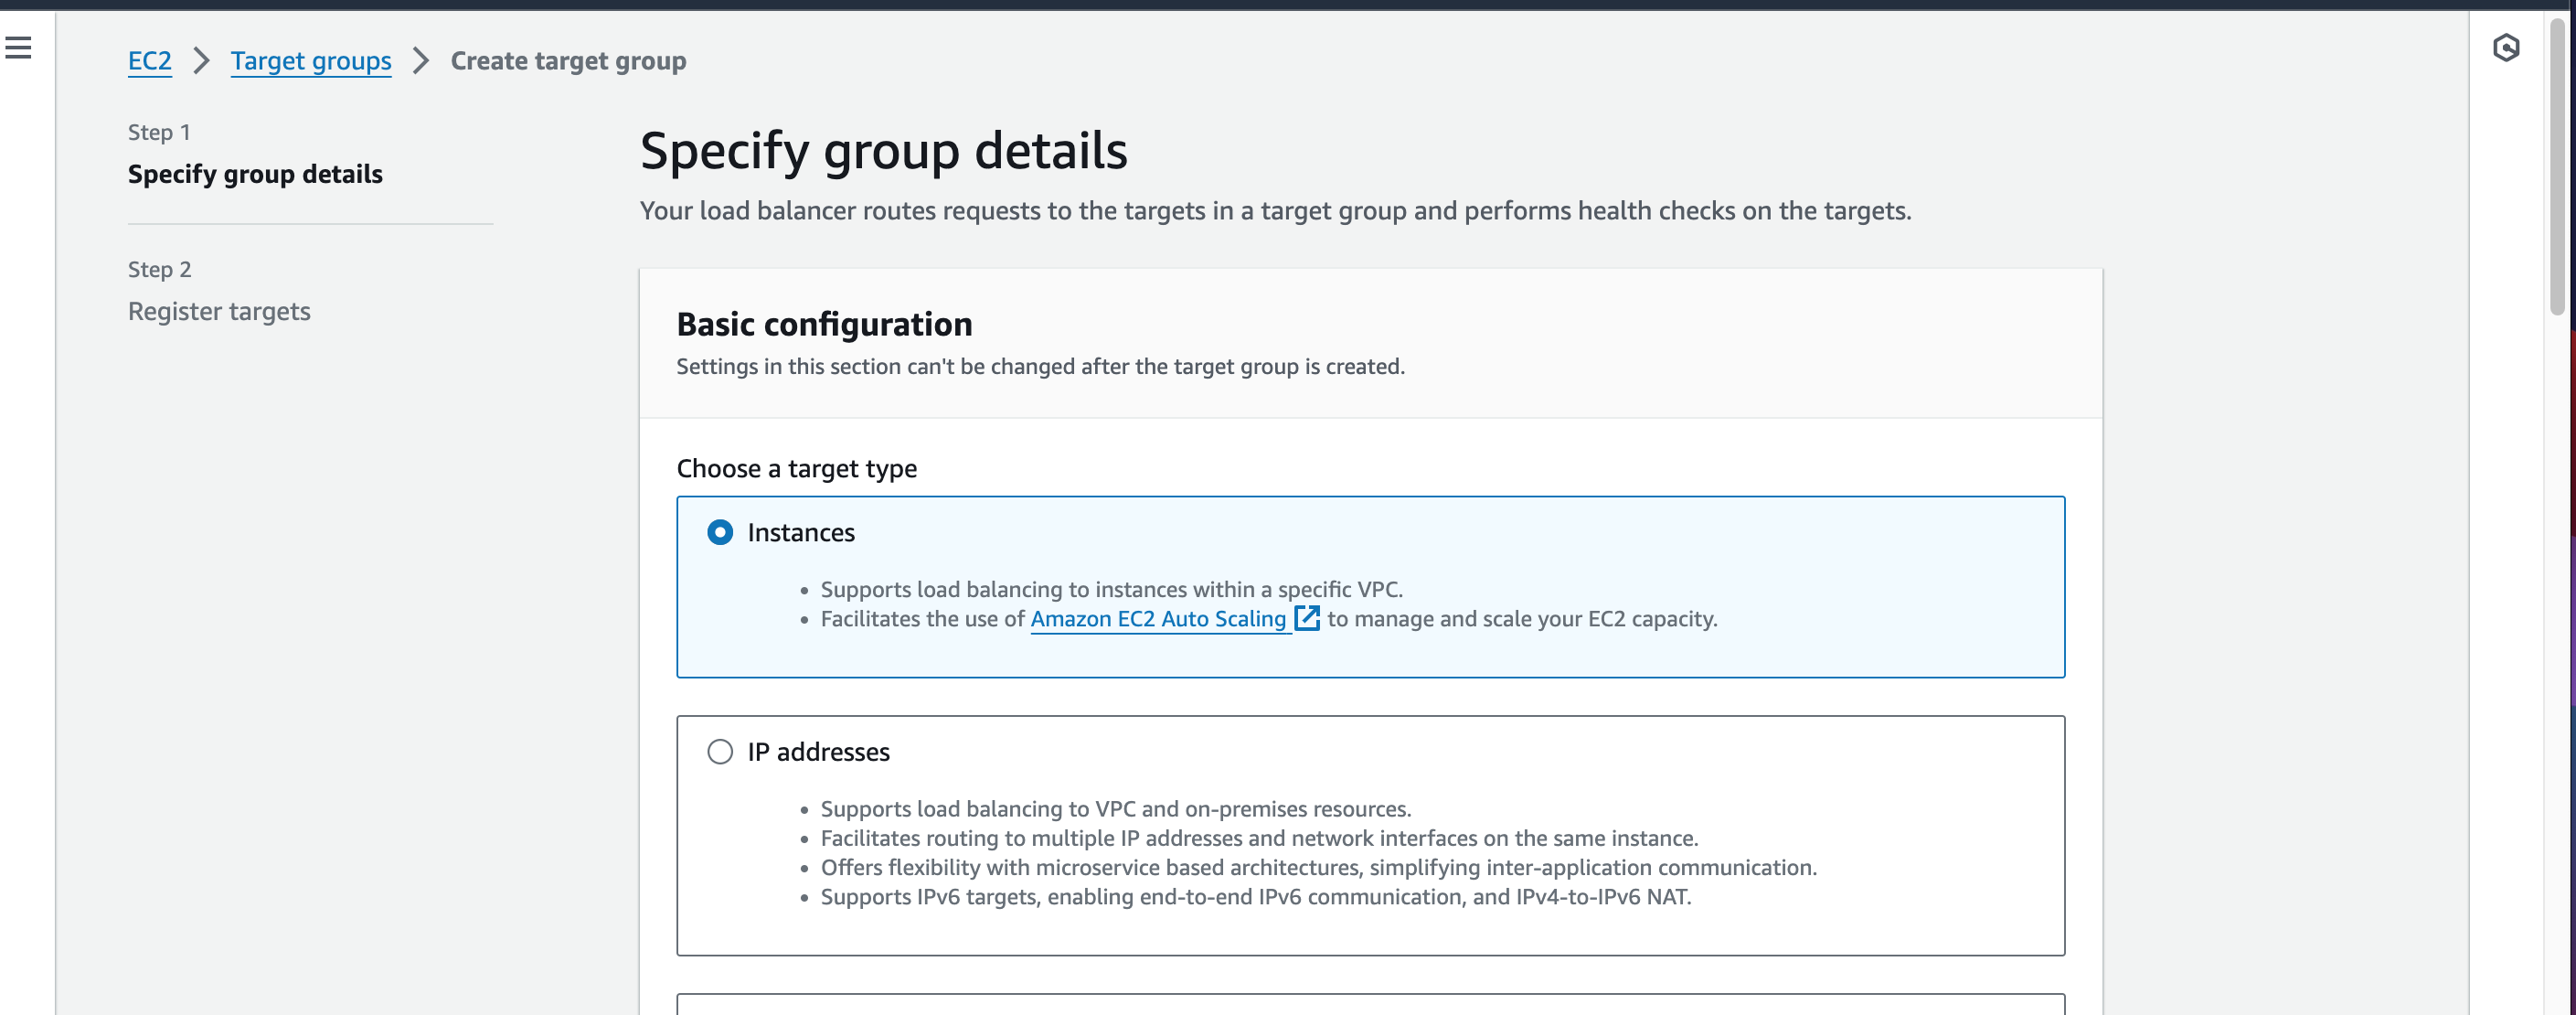 EC2 > Target groups > Create target group
Step 1
Specify group details
Step 2
Register targets
Specify group details
Your load balancer routes requests to the targets in a target group and performs health checks on the targets.
Basic configuration
Settings in this section can't be changed after the target group is created.
Choose a target type
Instances
• Supports load balancing to instances within a specific VPC.
• Facilitates the use of Amazon EC2 Auto Scaling to manage and scale your EC2 capacity.
IP addresses
• Supports load balancing to VPC and on-premises resources.
• Facilitates routing to multiple IP addresses and network interfaces on the same instance.
• Offers flexibility with microservice based architectures, simplifying inter-application communication.
• Supports IPv6 targets, enabling end-to-end IPv6 communication, and IPv4-to-IPv6 NAT.